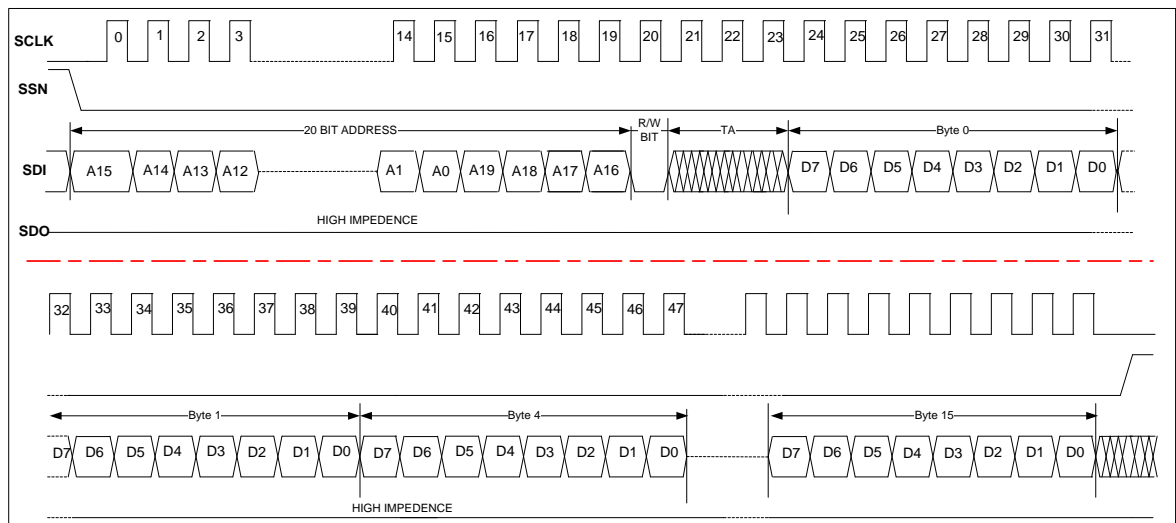 SCLK 0 1 2 3 14 15 16 17 18 19 20 21 22 23 24 25 26 27 28 29 30 31
SSN
20 BIT ADDRESS R/W BIT TA Byte 0
SDI A15 A14 A13 A12 A1 A0 A19 A18 A17 A16 D7 D6 D5 D4 D3 D2 D1 D0
HIGH IMPEDENCE
SDO
32 33 34 35 36 37 38 39 40 41 42 43 44 45 46 47
Byte 1 Byte 4 Byte 15
D7 D6 D5 D4 D3 D2 D1 D0 D7 D6 D5 D4 D3 D2 D1 D0 D7 D6 D5 D4 D3 D2 D1 D0
HIGH IMPEDENCE